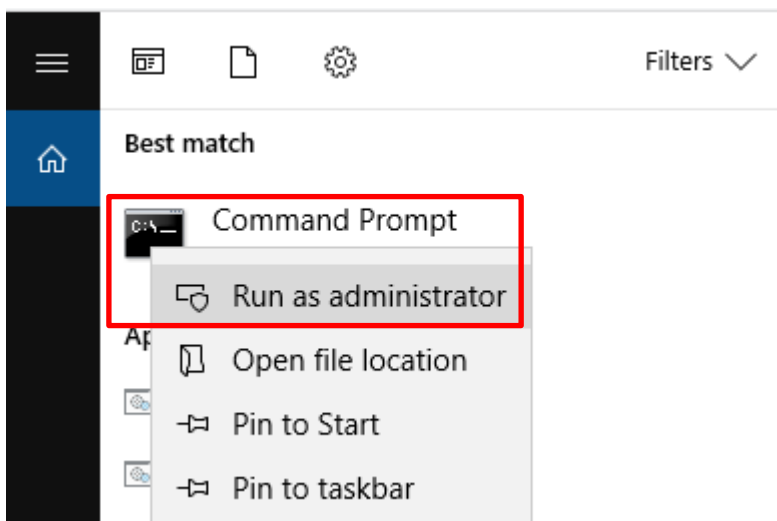 Filters
Best match
C:\_
Command Prompt
Run as administrator
Ap
Open file location
Pin to Start
Pin to taskbar